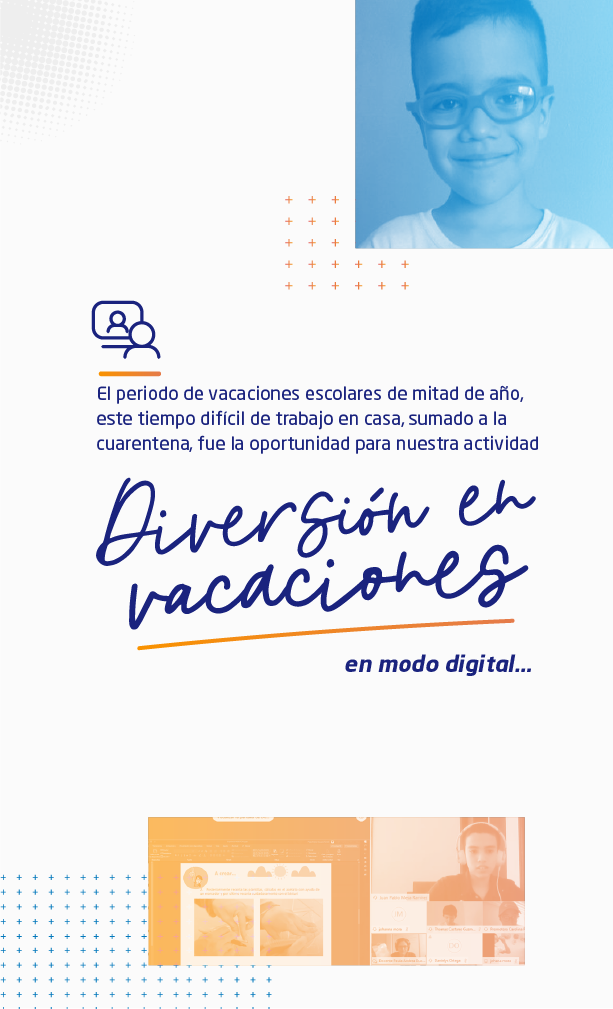 El periodo de vacaciones escolares de mitad de año,
este tiempo difícil de trabajo en casa, sumado a la
cuarentena, fue la oportunidad para nuestra actividad
Diversión en
vacaciones
en modo digital...